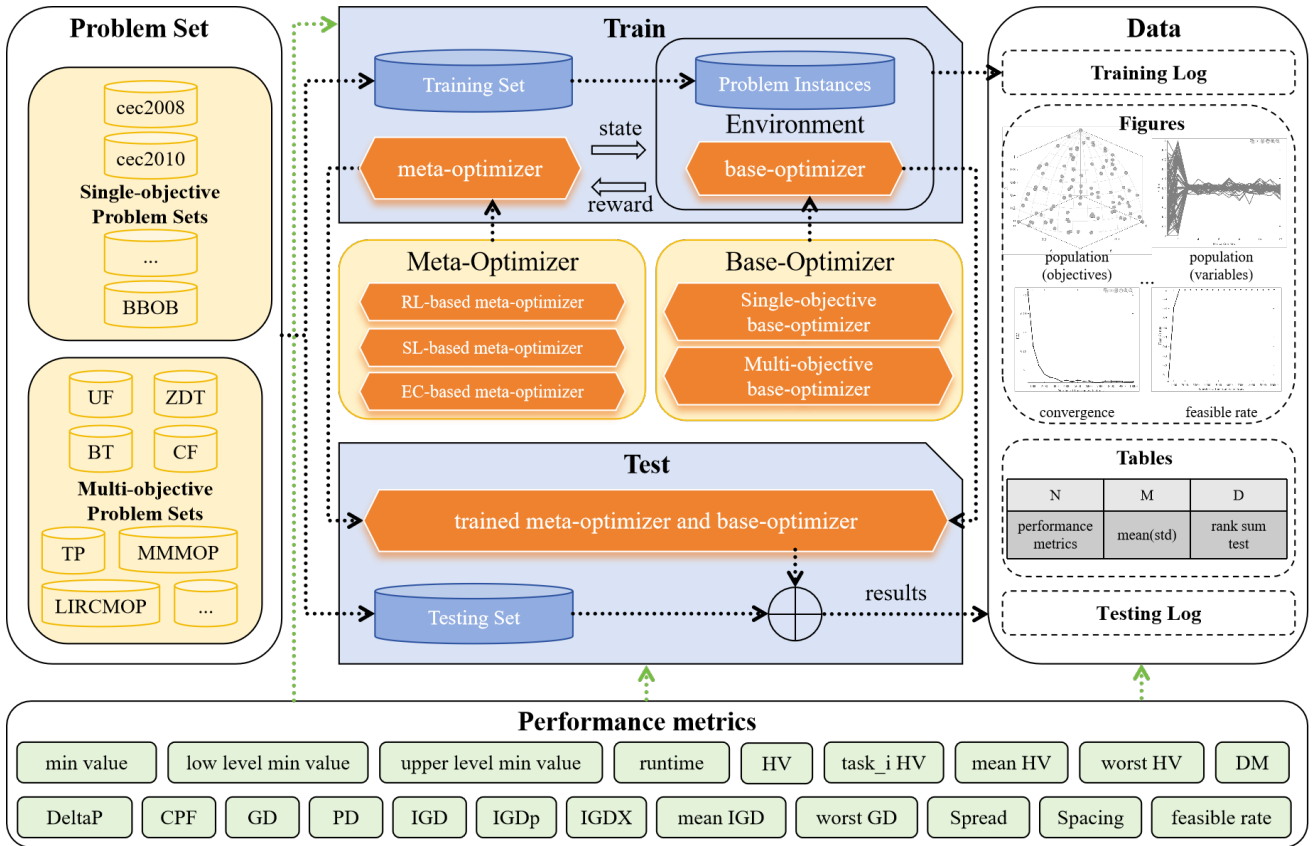 Problem Set
cec2008
cec2010
Single-objective
Problem Sets
...
BBOB
UF
ZDT
BT
CF
Multi-objective
Problem Sets
TP
MMMOP
LIRCMOP
...
Train
Training Set
Problem Instances
Environment
state
meta-optimizer
base-optimizer
reward
Meta-Optimizer
RL-based meta-optimizer
SL-based meta-optimizer
EC-based meta-optimizer
Base-Optimizer
Single-objective
base-optimizer
Multi-objective
base-optimizer
Test
trained meta-optimizer and base-optimizer
Testing Set
results
Data
Training Log
Figures
population
(objectives)
population
(variables)
...
convergence
feasible rate
Tables
N
M
D
performance
metrics
mean(std)
rank sum
test
Testing Log
Performance metrics
min value
low level min value
upper level min value
runtime
HV
task_i HV
mean HV
worst HV
DM
DeltaP
CPF
GD
PD
IGD
IGDp
IGDX
mean IGD
worst GD
Spread
Spacing
feasible rate